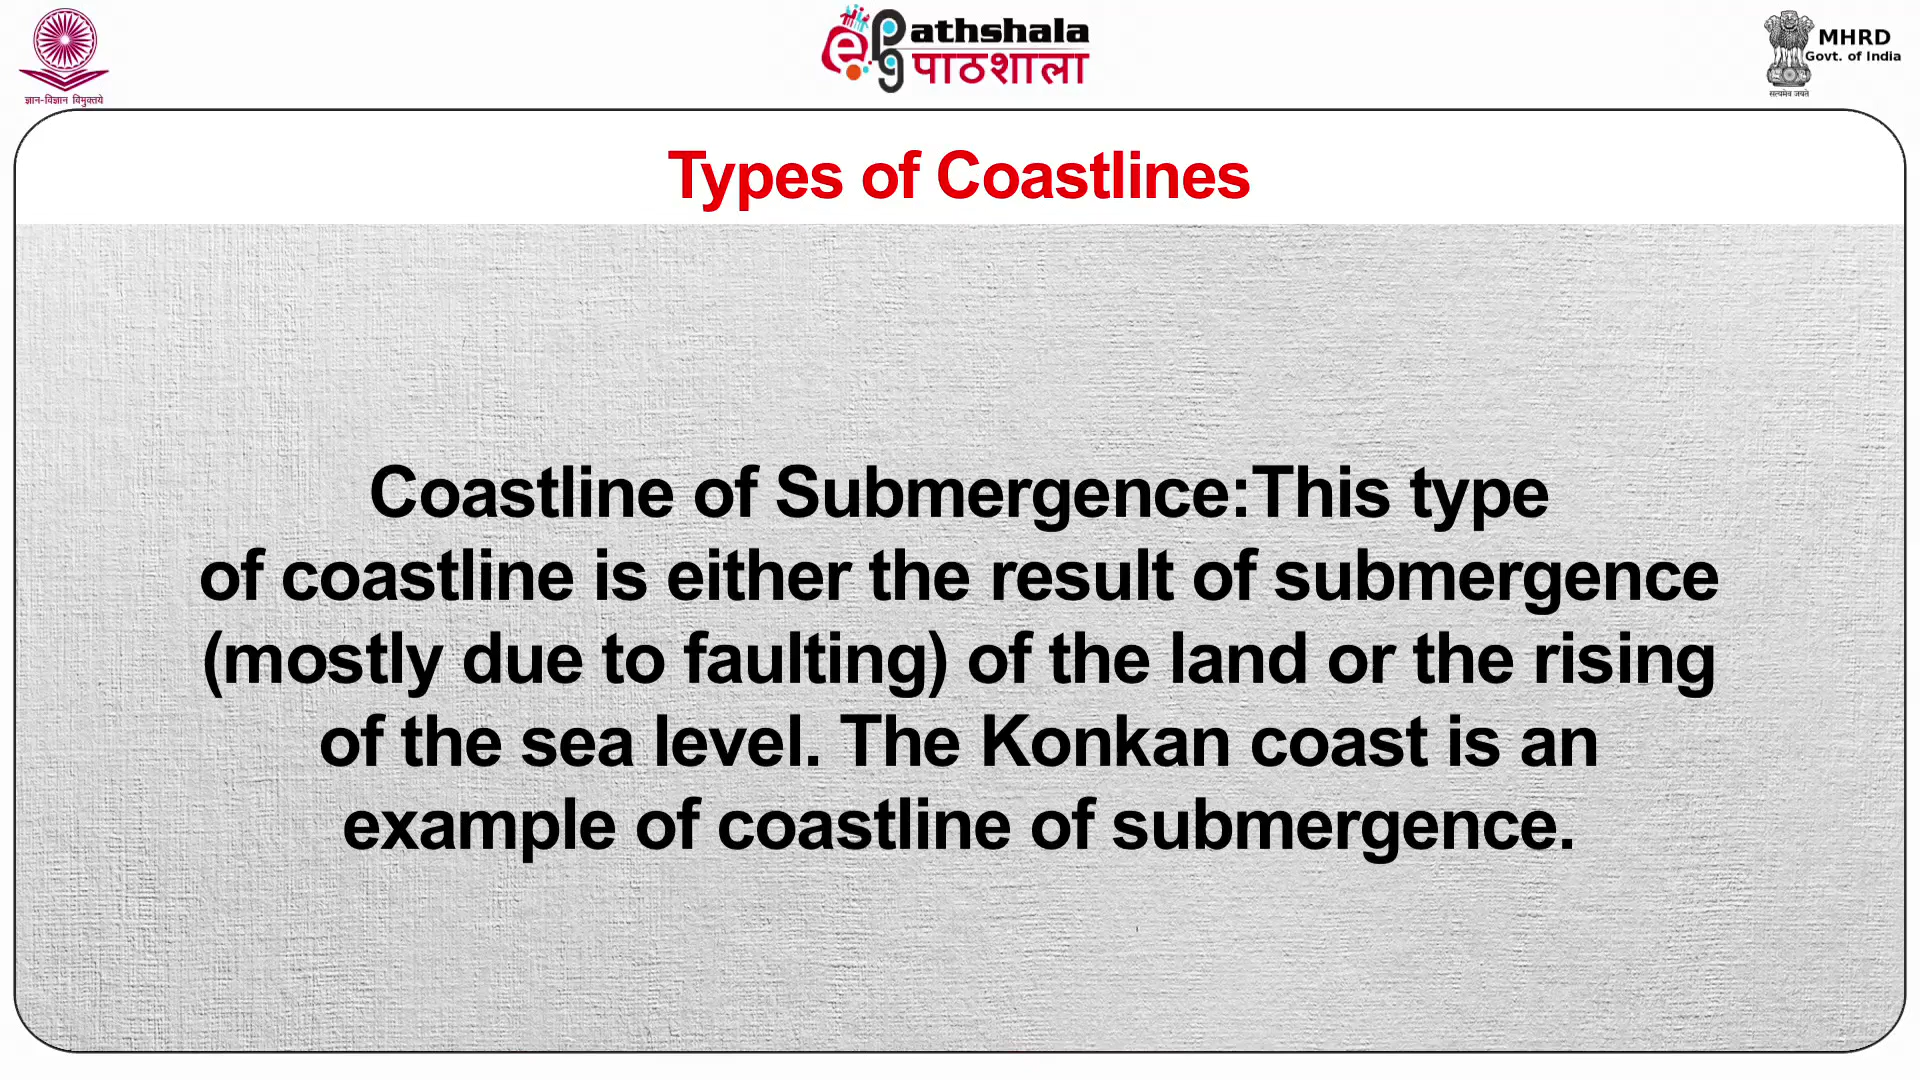 ज्ञान-विज्ञान विमुक्तये
e Pathshala
पाठशाला
MHRD
Govt. of India
सत्यमेव जयते
Types of Coastlines
Coastline of Submergence:This type
of coastline is either the result of submergence
(mostly due to faulting) of the land or the rising
of the sea level. The Konkan coast is an
example of coastline of submergence.